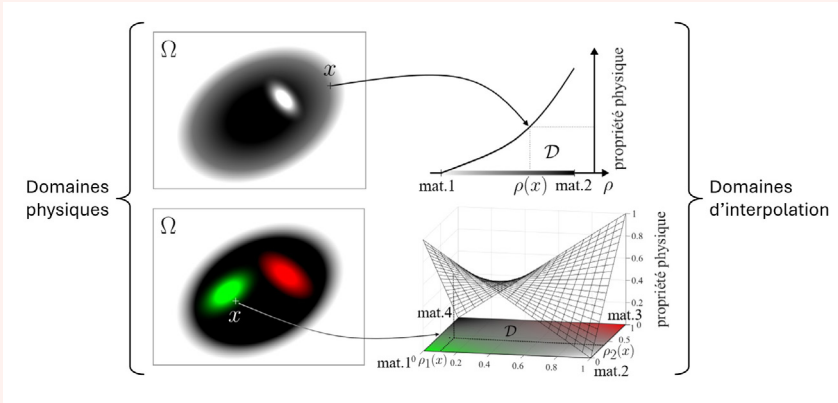 Ω
x
propriété physique
D
mat.1
ρ(x)
mat.2
ρ
Domaines
physiques
Domaines
d’interpolation
Ω
x
propriété physique
1
0.8
0.6
0.4
0.2
0
mat.4
mat.3
D
1
0.5
0
ρ₂(x)
mat.1
0
ρ₁(x)
0.2
0.4
0.6
0.8
1
mat.2